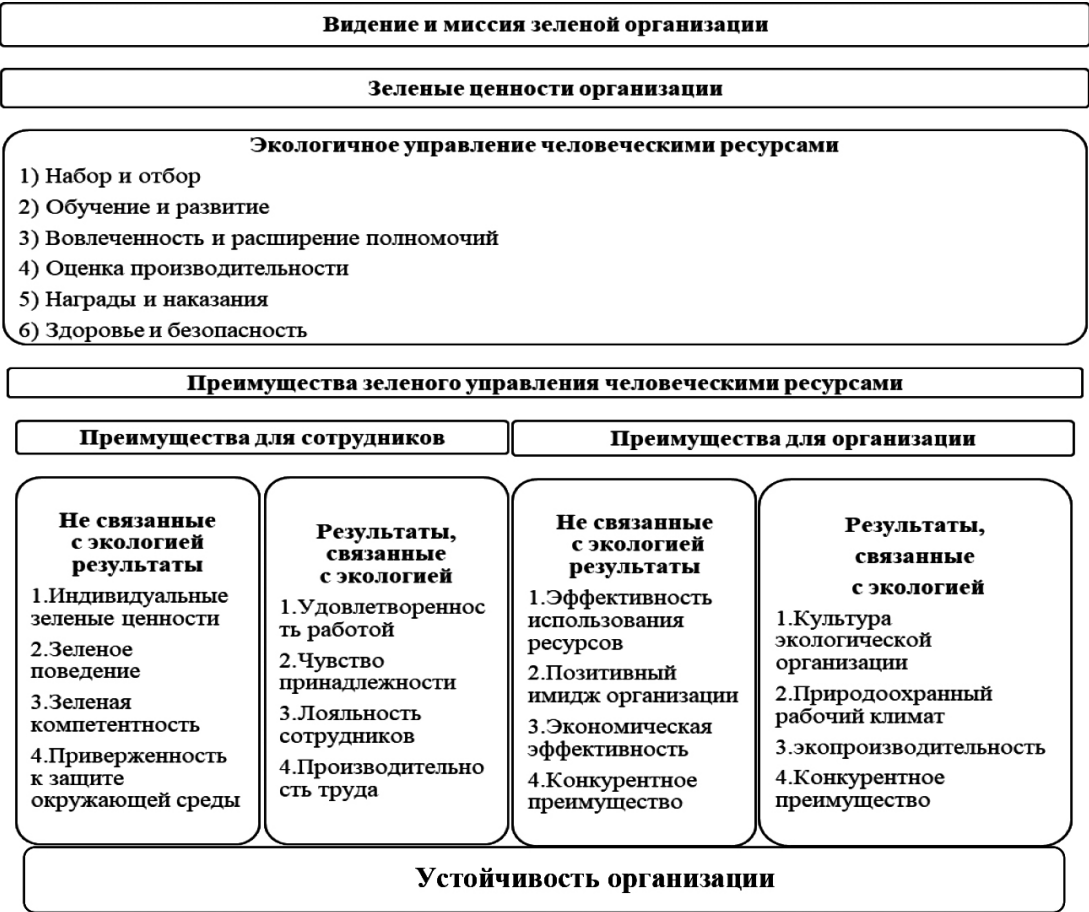 Видение и миссия зеленой организации
Зеленые ценности организации
Экологичное управление человеческими ресурсами
1) Набор и отбор
2) Обучение и развитие
3) Вовлеченность и расширение полномочий
4) Оценка производительности
5) Награды и наказания
6) Здоровье и безопасность
Преимущества зеленого управления человеческими ресурсами
Преимущества для сотрудников
Преимущества для организации
Не связанные
с экологией
результаты
1.Индивидуальные
зеленые ценности
2.Зеленое
поведение
3.Зеленая
компетентность
4.Приверженность
к защите
окружающей среды
Результаты,
связанные
с экологией
1.Удовлетвореннос
ть работой
2.Чувство
принадлежности
3.Лояльность
сотрудников
4.Производительно
сть труда
Не связанные
с экологией
результаты
1.Эффективность
использования
ресурсов
2.Позитивный
имидж организации
3.Экономическая
эффективность
4.Конкурентное
преимущество
Результаты,
связанные
с экологией
1.Культура
экологической
организации
2.Природоохранный
рабочий климат
3.экопроизводительность
4.Конкурентное
преимущество
Устойчивость организации